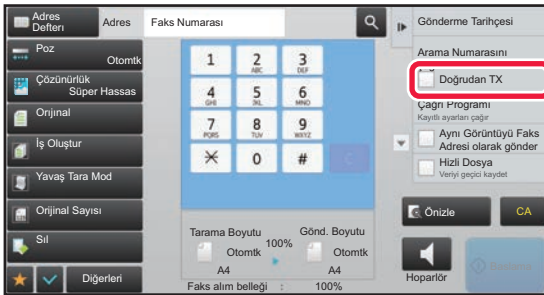 Adres
Defteri
Adres
Faks Numarası
Poz
Otomtk
Çözünürlük
Süper Hassas
Orijinal
İş Oluştur
Yavaş Tara Mod
Orijinal Sayısı
Sıl
Diğerleri
1
2
ABC
3
DEF
4
GHI
5
JKL
6
MNO
7
PQRS
8
TUV
9
WXYZ
0
#
C
Tarama Boyutu
Otomtk
A4
100%
Gönd. Boyutu
Otomtk
A4
Faks alım belleği : 100%
Gönderme Tarihçesi
Arama Numarasını
Doğrudan TX
Çağrı Programı
Kayıtlı ayarları çağır
Aynı Görüntüyü Faks
Adresi olarak gönder
Hizli Dosya
Veriyi geçici kaydet
Önizle
CA
Hoparlör